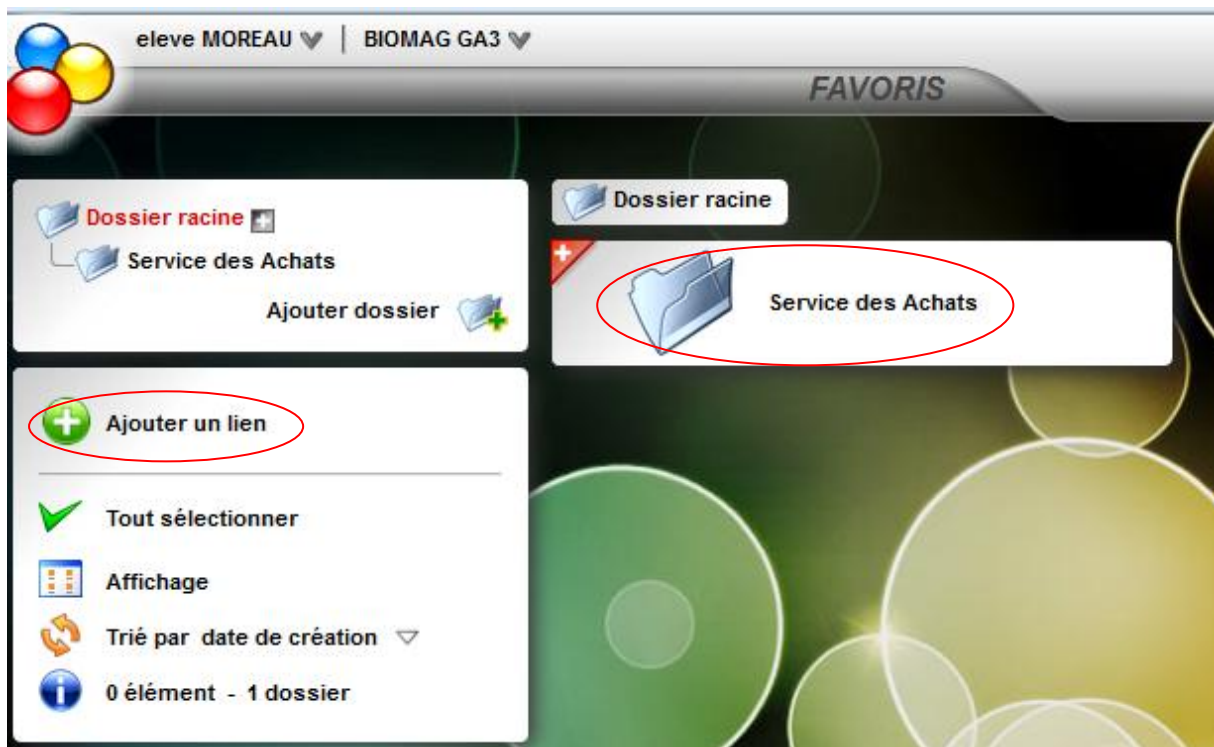 eleve MOREAU | BIOMAG GA3
FAVORIS
Dossier racine
Service des Achats
Ajouter dossier
Dossier racine
Service des Achats
Ajouter un lien
Tout sélectionner
Affichage
Trié par date de création
0 élément - 1 dossier